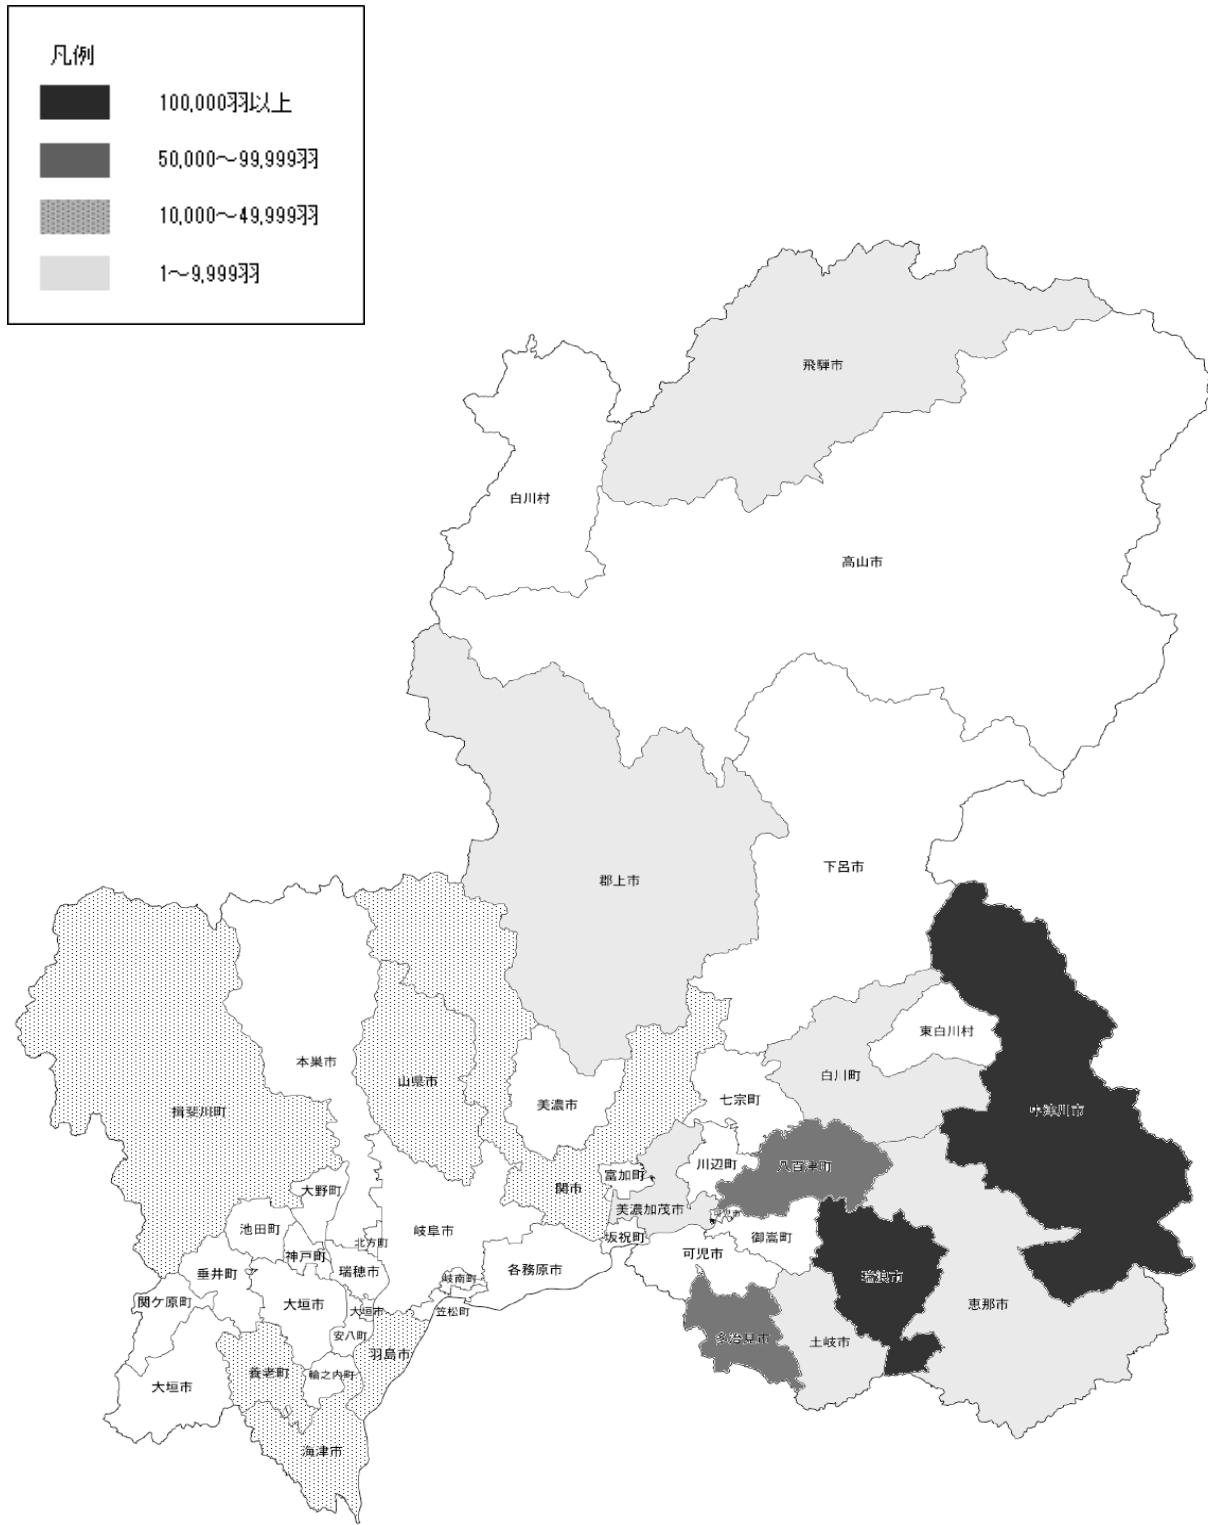 凡例
100,000羽以上
50,000～99,999羽
10,000～49,999羽
1～9,999羽
飛騨市
白川村
高山市
下呂市
郡上市
東白川村
本巣市
山県市
白川町
七宗町
美濃市
揖斐川町
中津川市
川辺町
八百津町
富加町
大野町
関市
美濃加茂市
池田町
岐阜市
坂祝町
御嵩町
北方町
神戸町
可児市
垂井町
瑞穂市
各務原市
瑞浪市
岐南町
関ケ原町
大垣市
大垣市
笠松町
恵那市
安八町
多治見市
土岐市
羽島市
養老町
輪之内町
大垣市
海津市